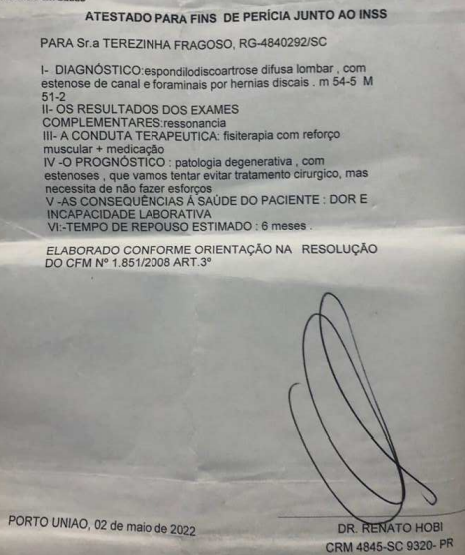 ATESTADO PARA FINS DE PERÍCIA JUNTO AO INSS
PARA Sr.a TEREZINHA FRAGOSO, RG-4840292/SC
I- DIAGNÓSTICO:espondilodiscoartrose difusa lombar , com
estenose de canal e foraminais por hernias discais . m 54-5 M
51-2
II- OS RESULTADOS DOS EXAMES
COMPLEMENTARES:ressonancia
III- A CONDUTA TERAPEUTICA: fisiterapia com reforço
muscular + medicação
IV -O PROGNÓSTICO : patologia degenerativa , com
estenoses , que vamos tentar evitar tratamento cirurgico, mas
necessita de não fazer esforços
V -AS CONSEQUÊNCIAS Á SAÚDE DO PACIENTE : DOR E
INCAPACIDADE LABORATIVA
VI:-TEMPO DE REPOUSO ESTIMADO : 6 meses .
ELABORADO CONFORME ORIENTAÇÃO NA RESOLUÇÃO
DO CFM Nº 1.851/2008 ART.3º
PORTO UNIAO, 02 de maio de 2022
DR. RENATO HOBI
CRM 4845-SC 9320- PR